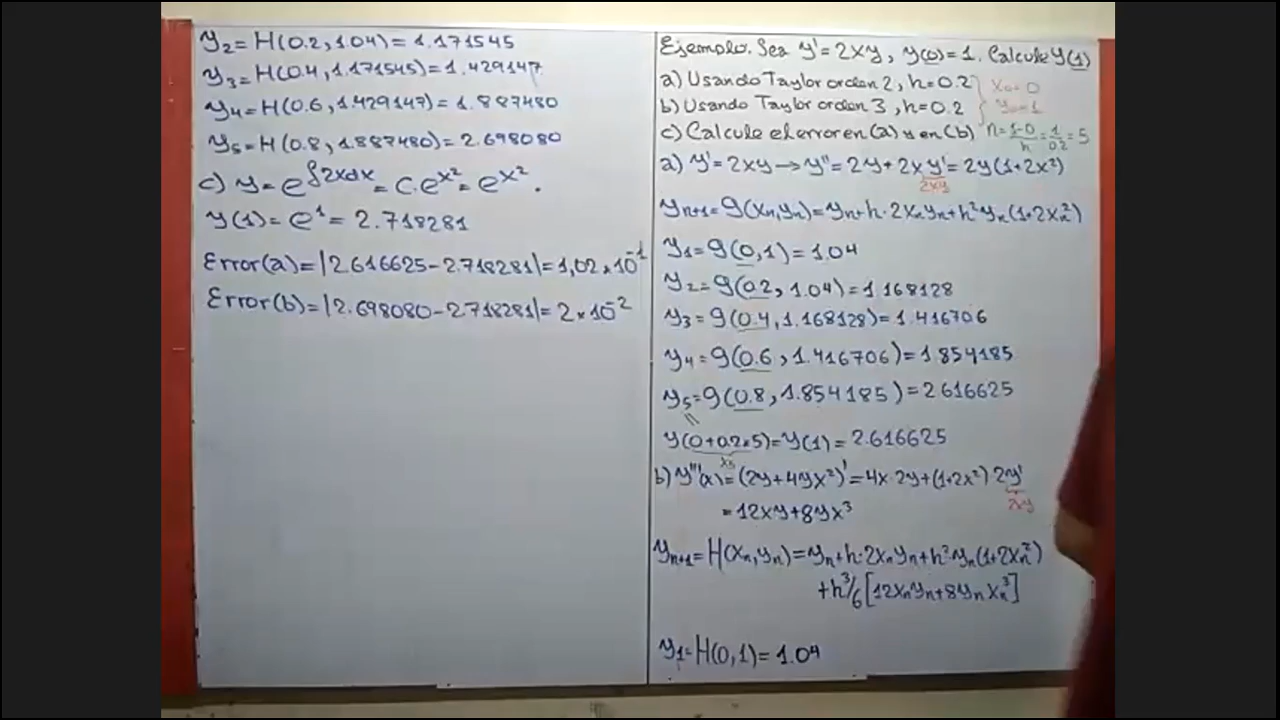 Ejemplo. Sea y' = 2xy, y(0) = 1. Calcule y(1)
a) Usando Taylor orden 2, h = 0.2
b) Usando Taylor orden 3, h = 0.2
x₀ = 0
y₀ = 1
c) Calcule el error en (a) y en (b) n = (1-0)/h = 1/0.2 = 5
a) y' = 2xy → y'' = 2y + 2xy' = 2y(1+2x²)
2xy
yₙ₊₁ = g(xₙ, yₙ) = yₙ + h·2xₙyₙ + h²yₙ(1+2xₙ²)
y₁ = g(0, 1) = 1.04
y₂ = g(0.2, 1.04) = 1.168128
y₃ = g(0.4, 1.168128) = 1.416706
y₄ = g(0.6, 1.416706) = 1.854185
y₅ = g(0.8, 1.854185) = 2.616625
=
y(0+0.2×5) = y(1) = 2.616625
x₅
b) y'''(x) = (2y+4yx²)' = 4x·2y + (1+2x²)2y'
2xy
= 12xy + 8yx³
yₙ₊₁ = H(xₙ, yₙ) = yₙ + h·2xₙyₙ + h²·yₙ(1+2xₙ²)
+ h³/6 [12xₙyₙ + 8yₙxₙ³]
y₁ = H(0, 1) = 1.04
y₂ = H(0.2, 1.04) = 1.171545
y₃ = H(0.4, 1.171545) = 1.429147
y₄ = H(0.6, 1.429147) = 1.887480
y₅ = H(0.8, 1.887480) = 2.698080
c) y = e^∫2xdx = c.e^x² = e^x².
y(1) = e¹ = 2.718281
Error(a) = |2.616625 - 2.718281| = 1,02×10⁻¹
Error(b) = |2.698080 - 2.718281| = 2×10⁻²